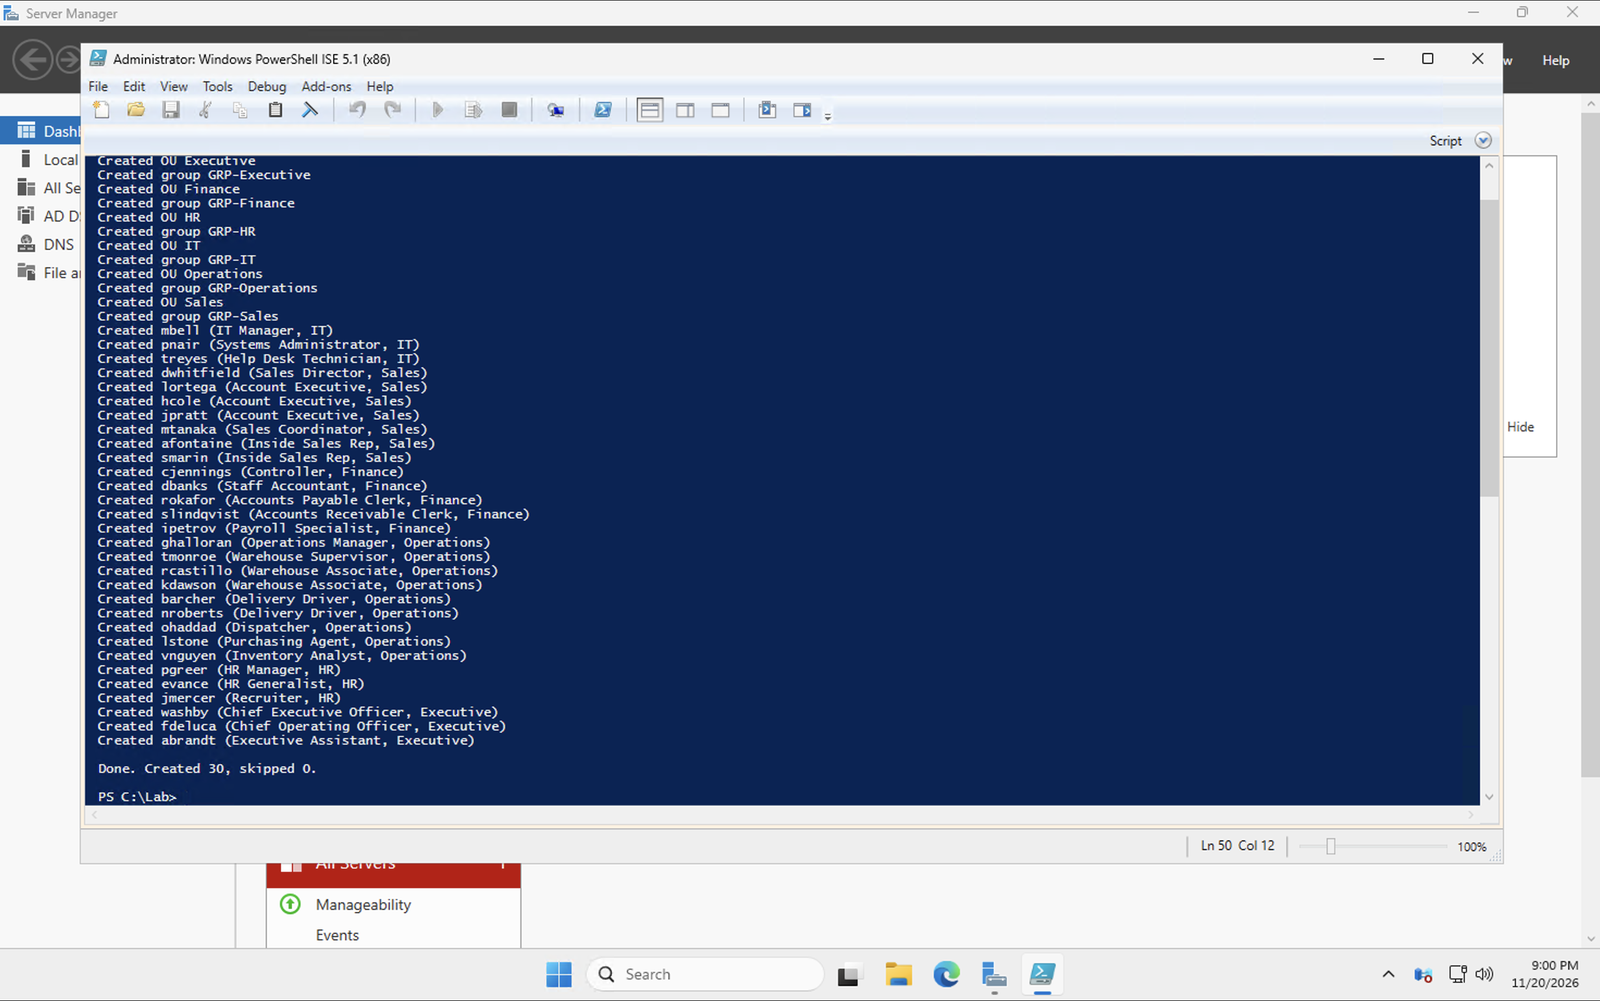 Server Manager
Administrator: Windows PowerShell ISE 5.1 (x86)
Help
File Edit View Tools Debug Add-ons Help
Script
Dashb
Local
All Se
AD D
DNS
File a
Created OU Executive
Created group GRP-Executive
Created OU Finance
Created group GRP-Finance
Created OU HR
Created group GRP-HR
Created OU IT
Created group GRP-IT
Created OU Operations
Created group GRP-Operations
Created OU Sales
Created group GRP-Sales
Created mbell (IT Manager, IT)
Created pnair (Systems Administrator, IT)
Created treyes (Help Desk Technician, IT)
Created dwhitfield (Sales Director, Sales)
Created lortega (Account Executive, Sales)
Created hcole (Account Executive, Sales)
Created jpratt (Account Executive, Sales)
Created mtanaka (Sales Coordinator, Sales)
Created afontaine (Inside Sales Rep, Sales)
Created smarin (Inside Sales Rep, Sales)
Created cjennings (Controller, Finance)
Created dbanks (Staff Accountant, Finance)
Created rokafor (Accounts Payable Clerk, Finance)
Created slindqvist (Accounts Receivable Clerk, Finance)
Created ipetrov (Payroll Specialist, Finance)
Created ghalloran (Operations Manager, Operations)
Created tmonroe (Warehouse Supervisor, Operations)
Created rcastillo (Warehouse Associate, Operations)
Created kdawson (Warehouse Associate, Operations)
Created barcher (Delivery Driver, Operations)
Created nroberts (Delivery Driver, Operations)
Created ohaddad (Dispatcher, Operations)
Created lstone (Purchasing Agent, Operations)
Created vnguyen (Inventory Analyst, Operations)
Created pgreer (HR Manager, HR)
Created evance (HR Generalist, HR)
Created jmercer (Recruiter, HR)
Created washby (Chief Executive Officer, Executive)
Created fdeluca (Chief Operating Officer, Executive)
Created abrandt (Executive Assistant, Executive)
Done. Created 30, skipped 0.
PS C:\Lab>
Hide
Ln 50 Col 12
100%
All Servers
Manageability
Events
Search
9:00 PM
11/20/2026